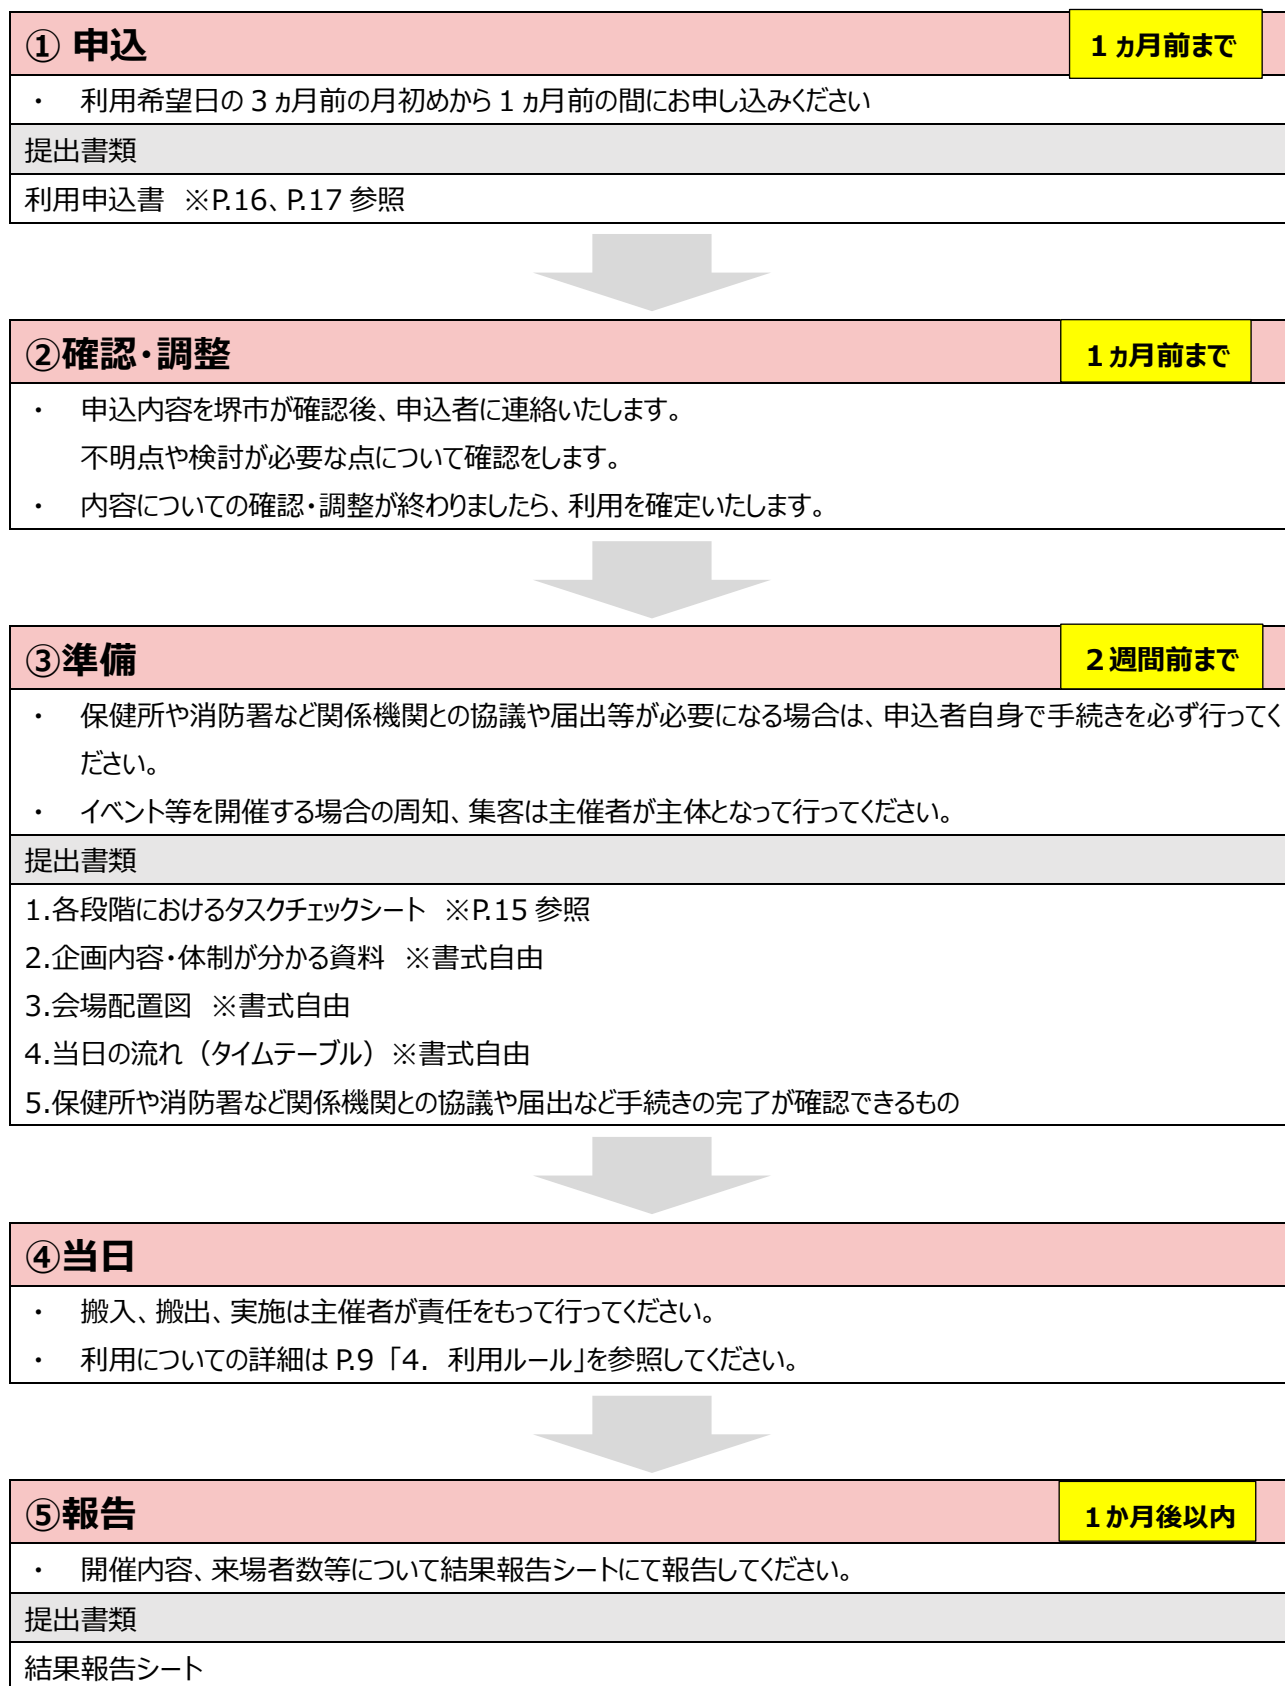 ① 申込
1ヵ月前まで
・ 利用希望日の3ヵ月前の月初めから1ヵ月前の間にお申し込みください
提出書類
利用申込書 ※P.16、P.17 参照
②確認・調整
1ヵ月前まで
・ 申込内容を堺市が確認後、申込者に連絡いたします。
不明点や検討が必要な点について確認をします。
・ 内容についての確認・調整が終わりましたら、利用を確定いたします。
③準備
2週間前まで
・ 保健所や消防署など関係機関との協議や届出等が必要になる場合は、申込者自身で手続きを必ず行ってく
ださい。
・ イベント等を開催する場合の周知、集客は主催者が主体となって行ってください。
提出書類
1.各段階におけるタスクチェックシート ※P.15 参照
2.企画内容・体制が分かる資料 ※書式自由
3.会場配置図 ※書式自由
4.当日の流れ（タイムテーブル）※書式自由
5.保健所や消防署など関係機関との協議や届出など手続きの完了が確認できるもの
④当日
・ 搬入、搬出、実施は主催者が責任をもって行ってください。
・ 利用についての詳細は P.9「4．利用ルール」を参照してください。
⑤報告
1か月後以内
・ 開催内容、来場者数等について結果報告シートにて報告してください。
提出書類
結果報告シート